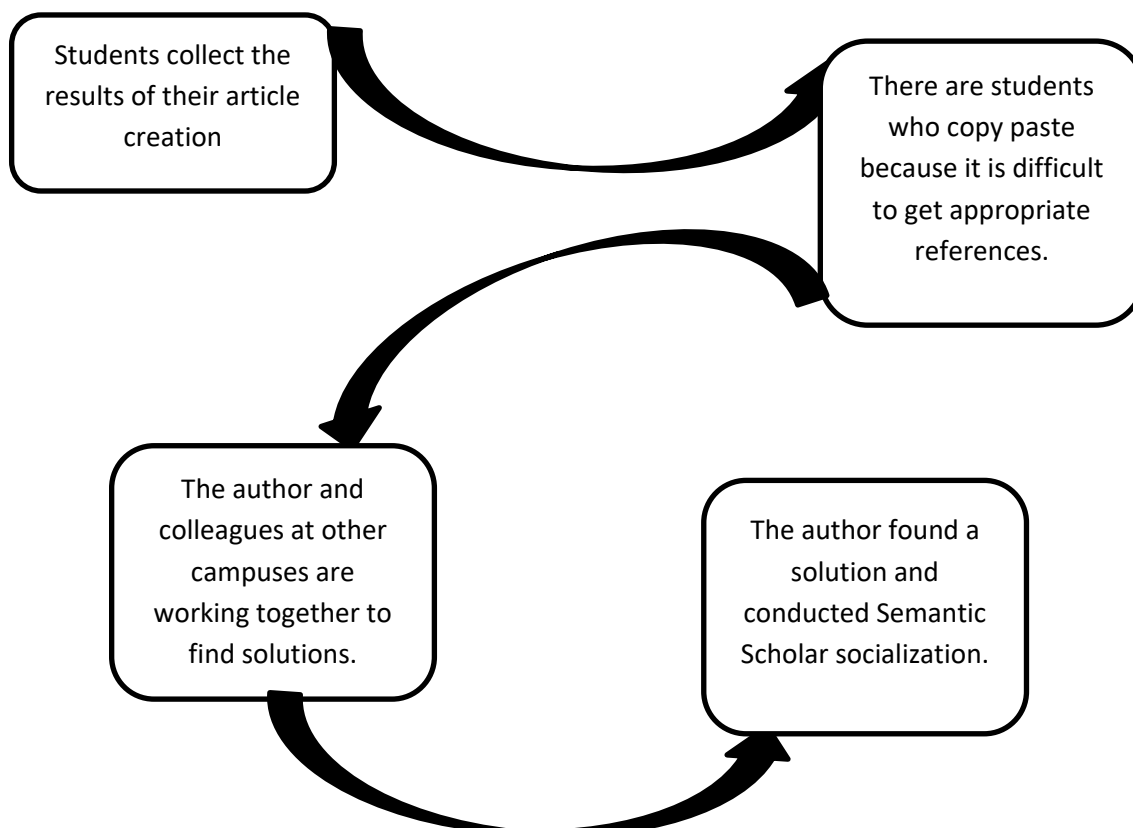 Students collect the
results of their article
creation
There are students
who copy paste
because it is difficult
to get appropriate
references.
The author and
colleagues at other
campuses are
working together to
find solutions.
The author found a
solution and
conducted Semantic
Scholar socialization.